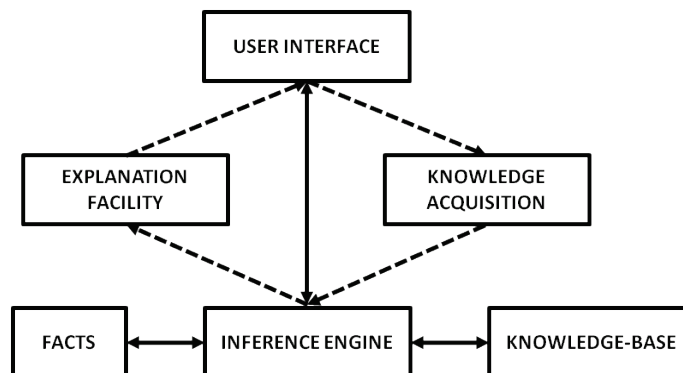 USER INTERFACE
EXPLANATION
FACILITY
KNOWLEDGE
ACQUISITION
FACTS
INFERENCE ENGINE
KNOWLEDGE-BASE